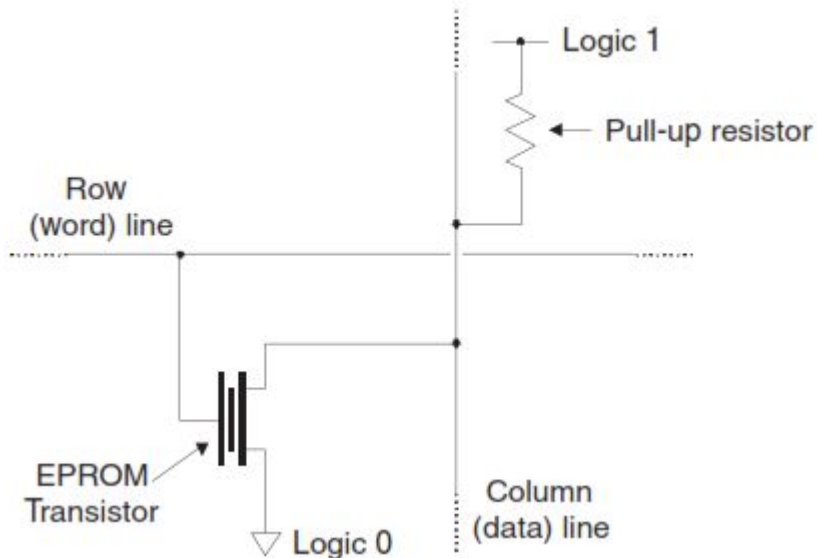 Logic 1
Pull-up resistor
Row
(word) line
EPROM
Transistor
Logic 0
Column
(data) line